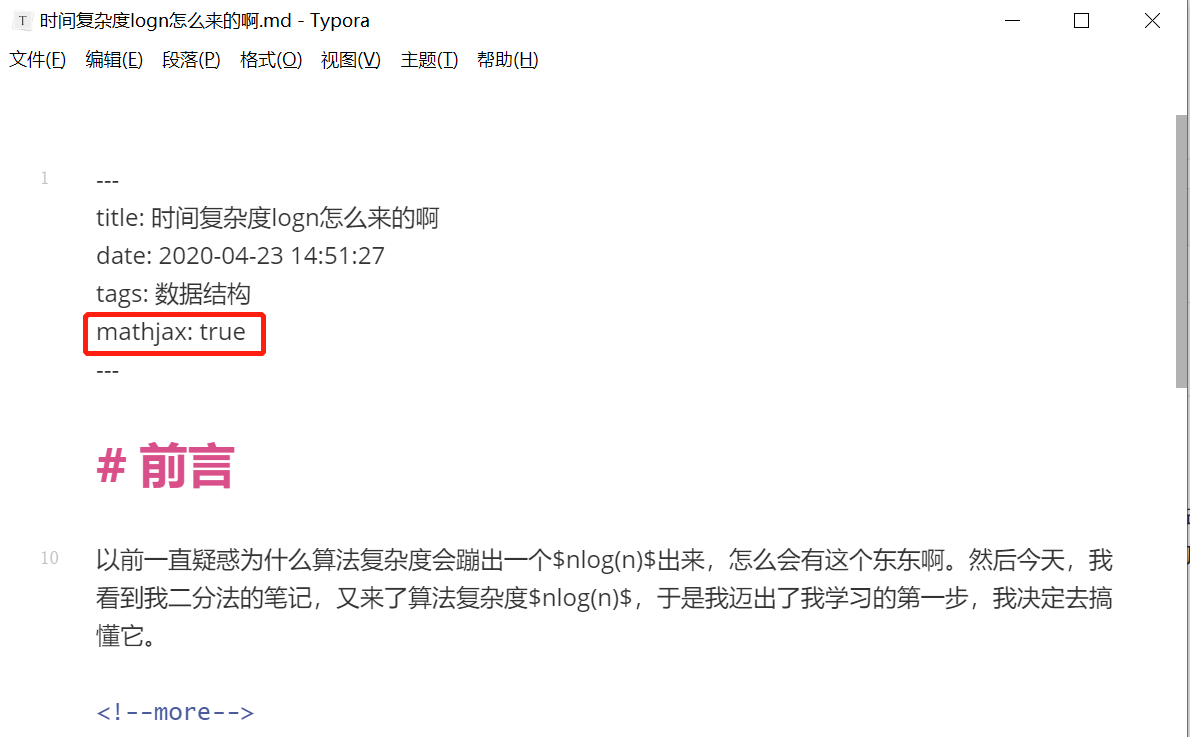 T 时间复杂度logn怎么来的啊.md - Typora
文件(F) 编辑(E) 段落(P) 格式(O) 视图(V) 主题(T) 帮助(H)
1 ---
title: 时间复杂度logn怎么来的啊
date: 2020-04-23 14:51:27
tags: 数据结构
mathjax: true
---
# 前言
10 以前一直疑惑为什么算法复杂度会蹦出一个$nlog(n)$出来，怎么会有这个东东啊。然后今天，我
看到我二分法的笔记，又来了算法复杂度$nlog(n)$，于是我迈出了我学习的第一步，我决定去搞
懂它。
<!--more-->